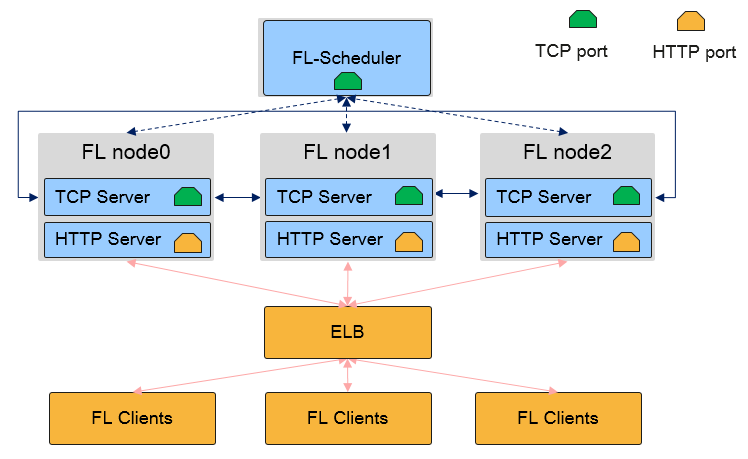 FL-Scheduler
TCP port
HTTP port
FL node0
FL node1
FL node2
TCP Server
TCP Server
TCP Server
HTTP Server
HTTP Server
HTTP Server
ELB
FL Clients
FL Clients
FL Clients